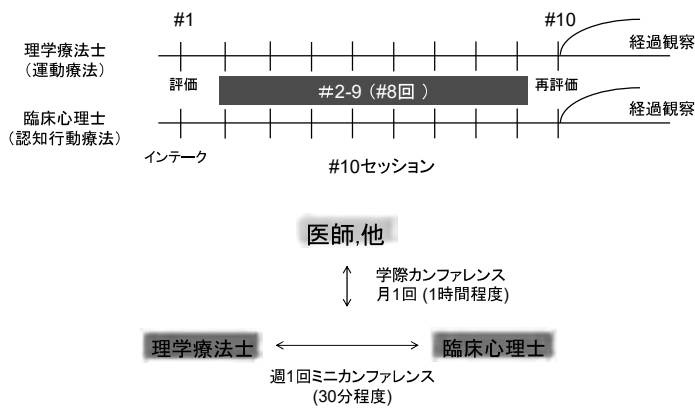 #1
#10
理学療法士
（運動療法）
経過観察
評価
#2-9（#8回 ）
再評価
臨床心理士
（認知行動療法）
経過観察
インテーク
#10セッション
医師,他
学際カンファレンス
月1回 (1時間程度)
理学療法士
臨床心理士
週1回ミニカンファレンス
(30分程度)